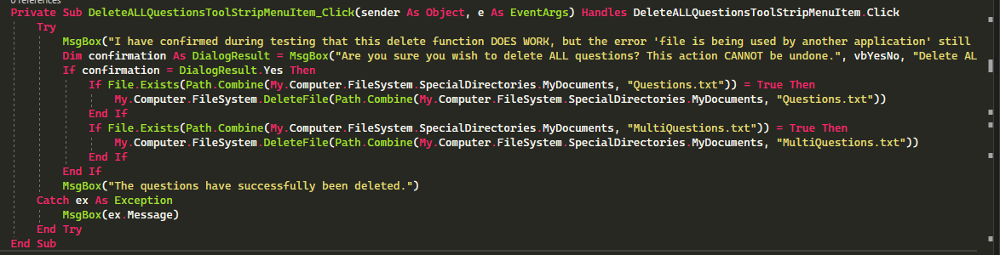 0 references
Private Sub DeleteALLQuestionsToolStripMenuItem_Click(sender As Object, e As EventArgs) Handles DeleteALLQuestionsToolStripMenuItem.Click
Try
MsgBox("I have confirmed during testing that this delete function DOES WORK, but the error 'file is being used by another application' still
Dim confirmation As DialogResult = MsgBox("Are you sure you wish to delete ALL questions? This action CANNOT be undone.", vbYesNo, "Delete AL
If confirmation = DialogResult.Yes Then
If File.Exists(Path.Combine(My.Computer.FileSystem.SpecialDirectories.MyDocuments, "Questions.txt")) = True Then
My.Computer.FileSystem.DeleteFile(Path.Combine(My.Computer.FileSystem.SpecialDirectories.MyDocuments, "Questions.txt"))
End If
If File.Exists(Path.Combine(My.Computer.FileSystem.SpecialDirectories.MyDocuments, "MultiQuestions.txt")) = True Then
My.Computer.FileSystem.DeleteFile(Path.Combine(My.Computer.FileSystem.SpecialDirectories.MyDocuments, "MultiQuestions.txt"))
End If
End If
MsgBox("The questions have successfully been deleted.")
Catch ex As Exception
MsgBox(ex.Message)
End Try
End Sub